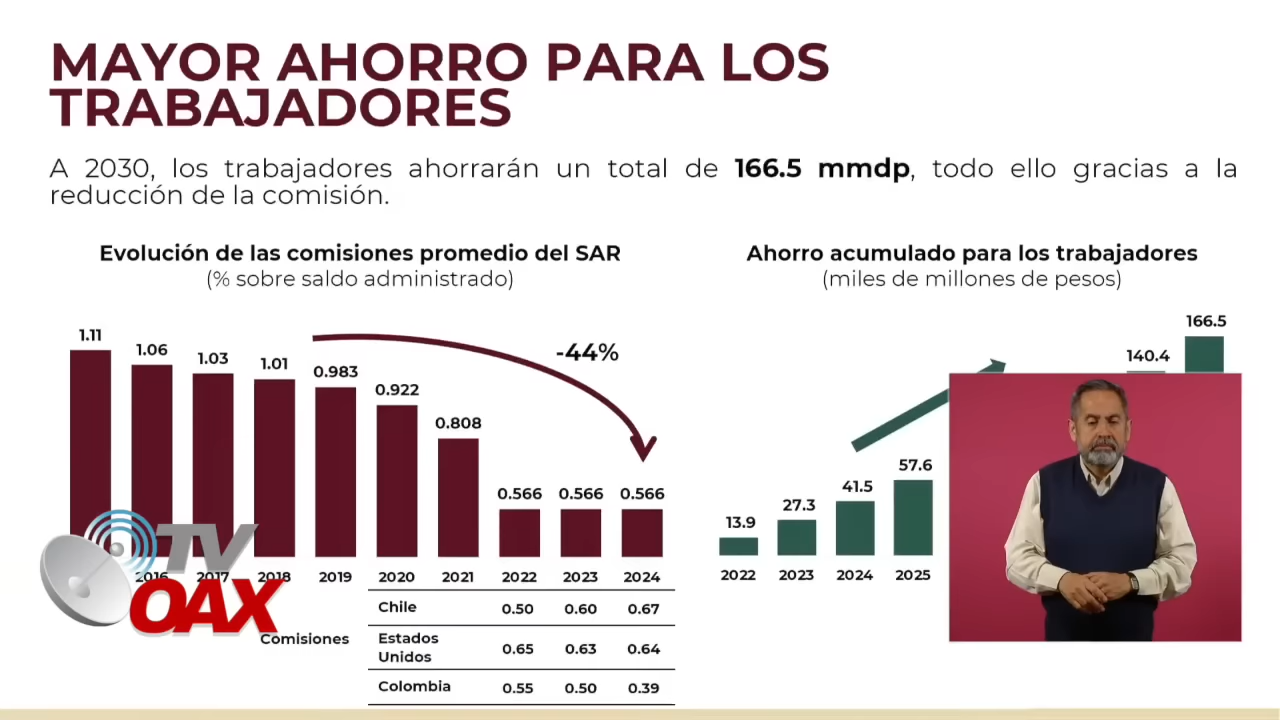 MAYOR AHORRO PARA LOS
TRABAJADORES
A 2030, los trabajadores ahorrarán un total de 166.5 mmdp, todo ello gracias a la
reducción de la comisión.
Evolución de las comisiones promedio del SAR
(% sobre saldo administrado)
1.11
1.06
1.03
1.01
0.983
0.922
0.808
0.566
0.566
0.566
-44%
2016 2017 2018 2019 2020 2021 2022 2023 2024
Comisiones
Chile 0.50 0.60 0.67
Estados
Unidos 0.65 0.63 0.64
Colombia 0.55 0.50 0.39
Ahorro acumulado para los trabajadores
(miles de millones de pesos)
13.9
27.3
41.5
57.6
140.4
166.5
2022 2023 2024 2025
TV
OAX